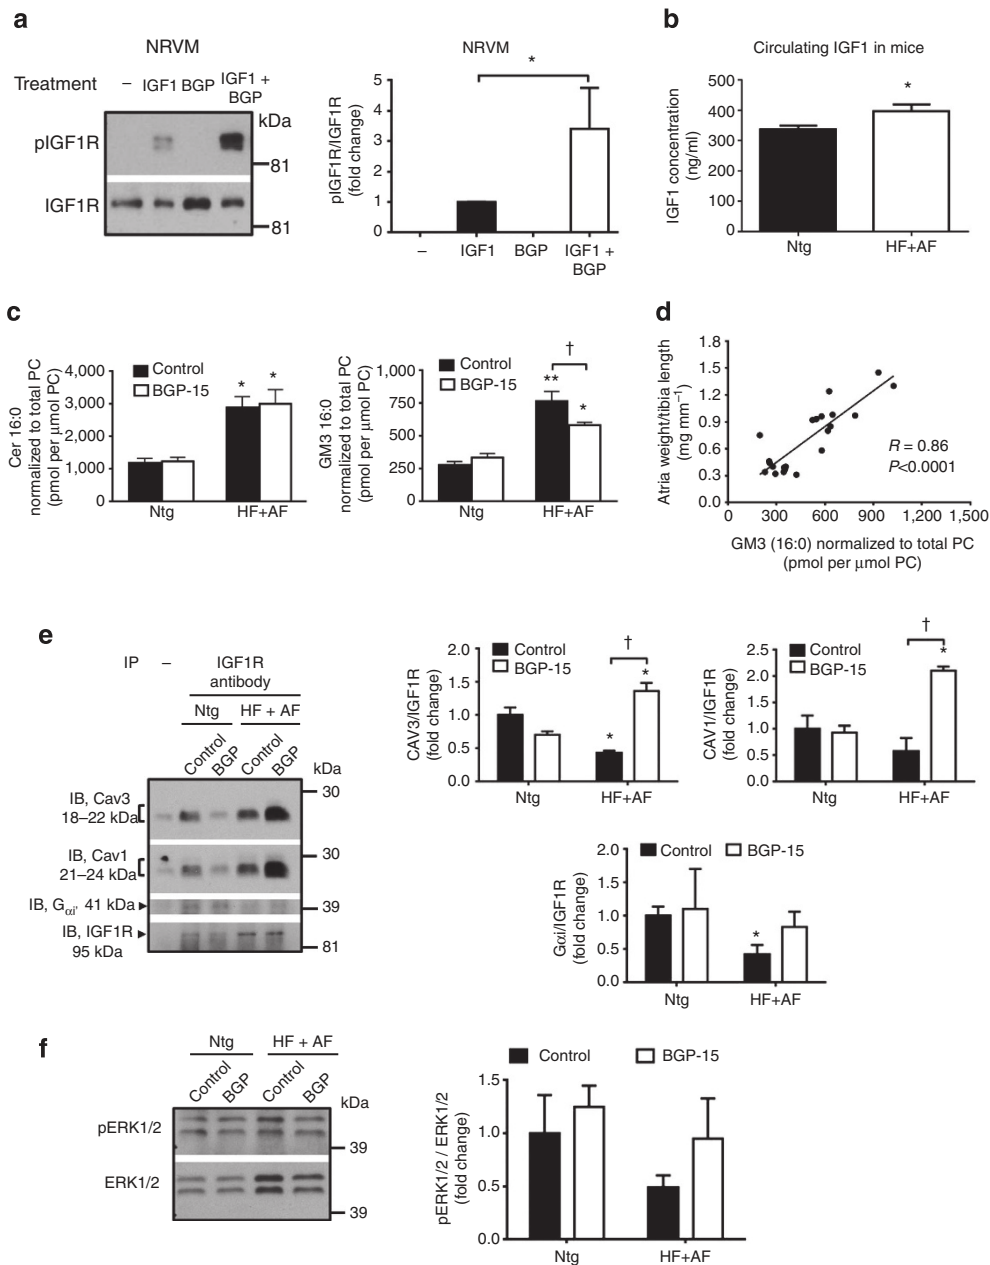 a
NRVM
Treatment – IGF1 BGP IGF1 + BGP
kDa
pIGF1R
81
IGF1R
81
NRVM
pIGF1R/IGF1R
(fold change)
5
4
3
2
1
0
*
– IGF1 BGP IGF1 + BGP
b
Circulating IGF1 in mice
IGF1 concentration
(ng/ml)
500
400
300
200
100
0
*
Ntg HF+AF
c
Cer 16:0
normalized to total PC
(pmol per μmol PC)
4,000
3,000
2,000
1,000
0
Control
BGP-15
* *
Ntg HF+AF
GM3 16:0
normalized to total PC
(pmol per μmol PC)
1,000
750
500
250
0
Control
BGP-15
†
** *
Ntg HF+AF
d
Atria weight/tibia length
(mg mm⁻¹)
1.8
1.5
1.2
0.9
0.6
0.3
0.0
R = 0.86
P<0.0001
0 300 600 900 1,200 1,500
GM3 (16:0) normalized to total PC
(pmol per μmol PC)
e
IP – IGF1R
antibody
Ntg HF + AF
Control BGP Control BGP
kDa
IB, Cav3
18–22 kDa
30
IB, Cav1
21–24 kDa
30
IB, Gαi, 41 kDa
39
IB, IGF1R
95 kDa
81
CAV3/IGF1R
(fold change)
2.0
1.5
1.0
0.5
0.0
Control
BGP-15
†
* *
Ntg HF+AF
CAV1/IGF1R
(fold change)
2.5
2.0
1.5
1.0
0.5
0.0
Control
BGP-15
†
*
Ntg HF+AF
Gαi/IGF1R
(fold change)
2.0
1.5
1.0
0.5
0.0
Control BGP-15
*
Ntg HF+AF
f
Ntg HF + AF
Control BGP Control BGP
kDa
pERK1/2
39
ERK1/2
39
pERK1/2 / ERK1/2
(fold change)
1.5
1.0
0.5
0.0
Control BGP-15
Ntg HF+AF